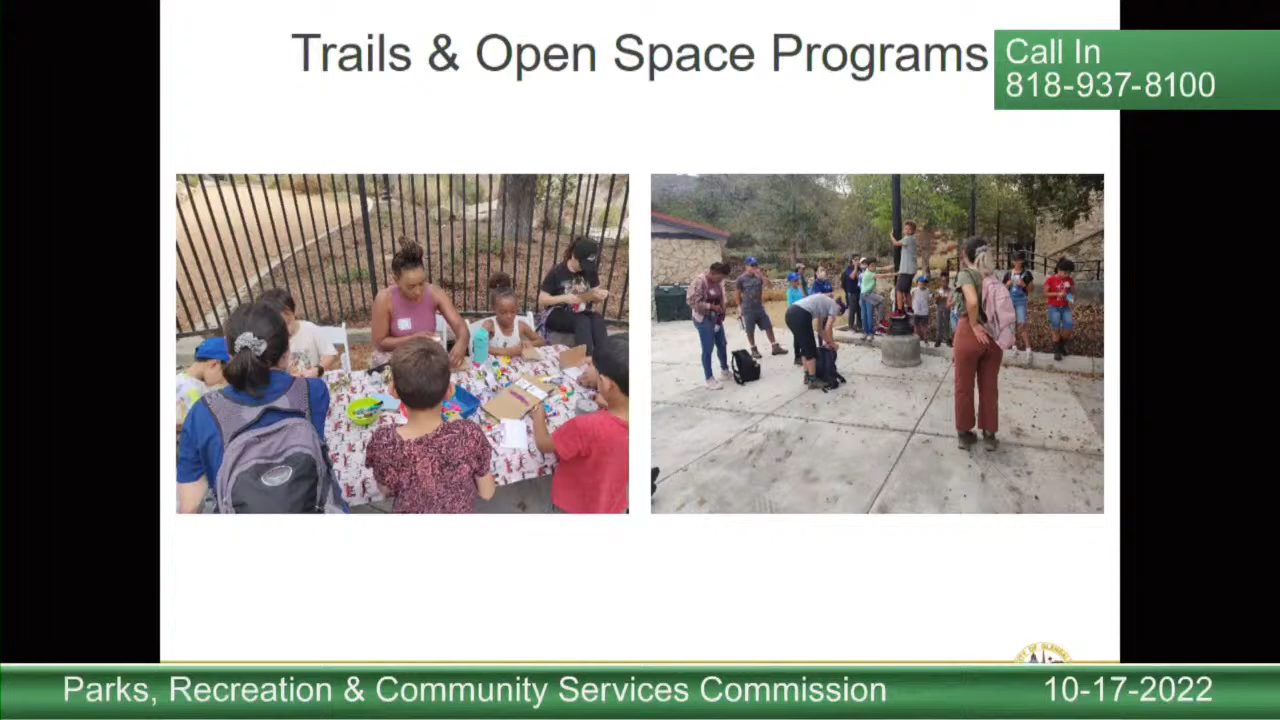 Trails & Open Space Programs
Call In
818-937-8100
Parks, Recreation & Community Services Commission
10-17-2022